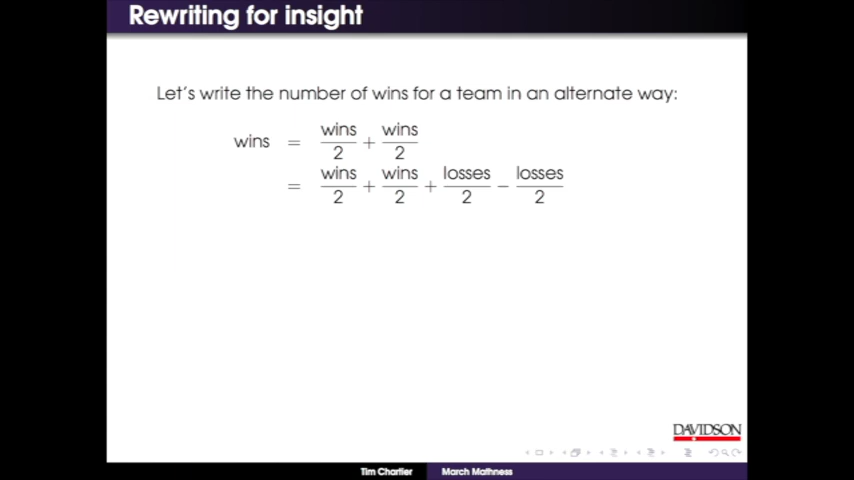 Rewriting for insight
Let's write the number of wins for a team in an alternate way:
wins = wins/2 + wins/2
= wins/2 + wins/2 + losses/2 − losses/2
DAVIDSON
Tim Chartier March Mathness